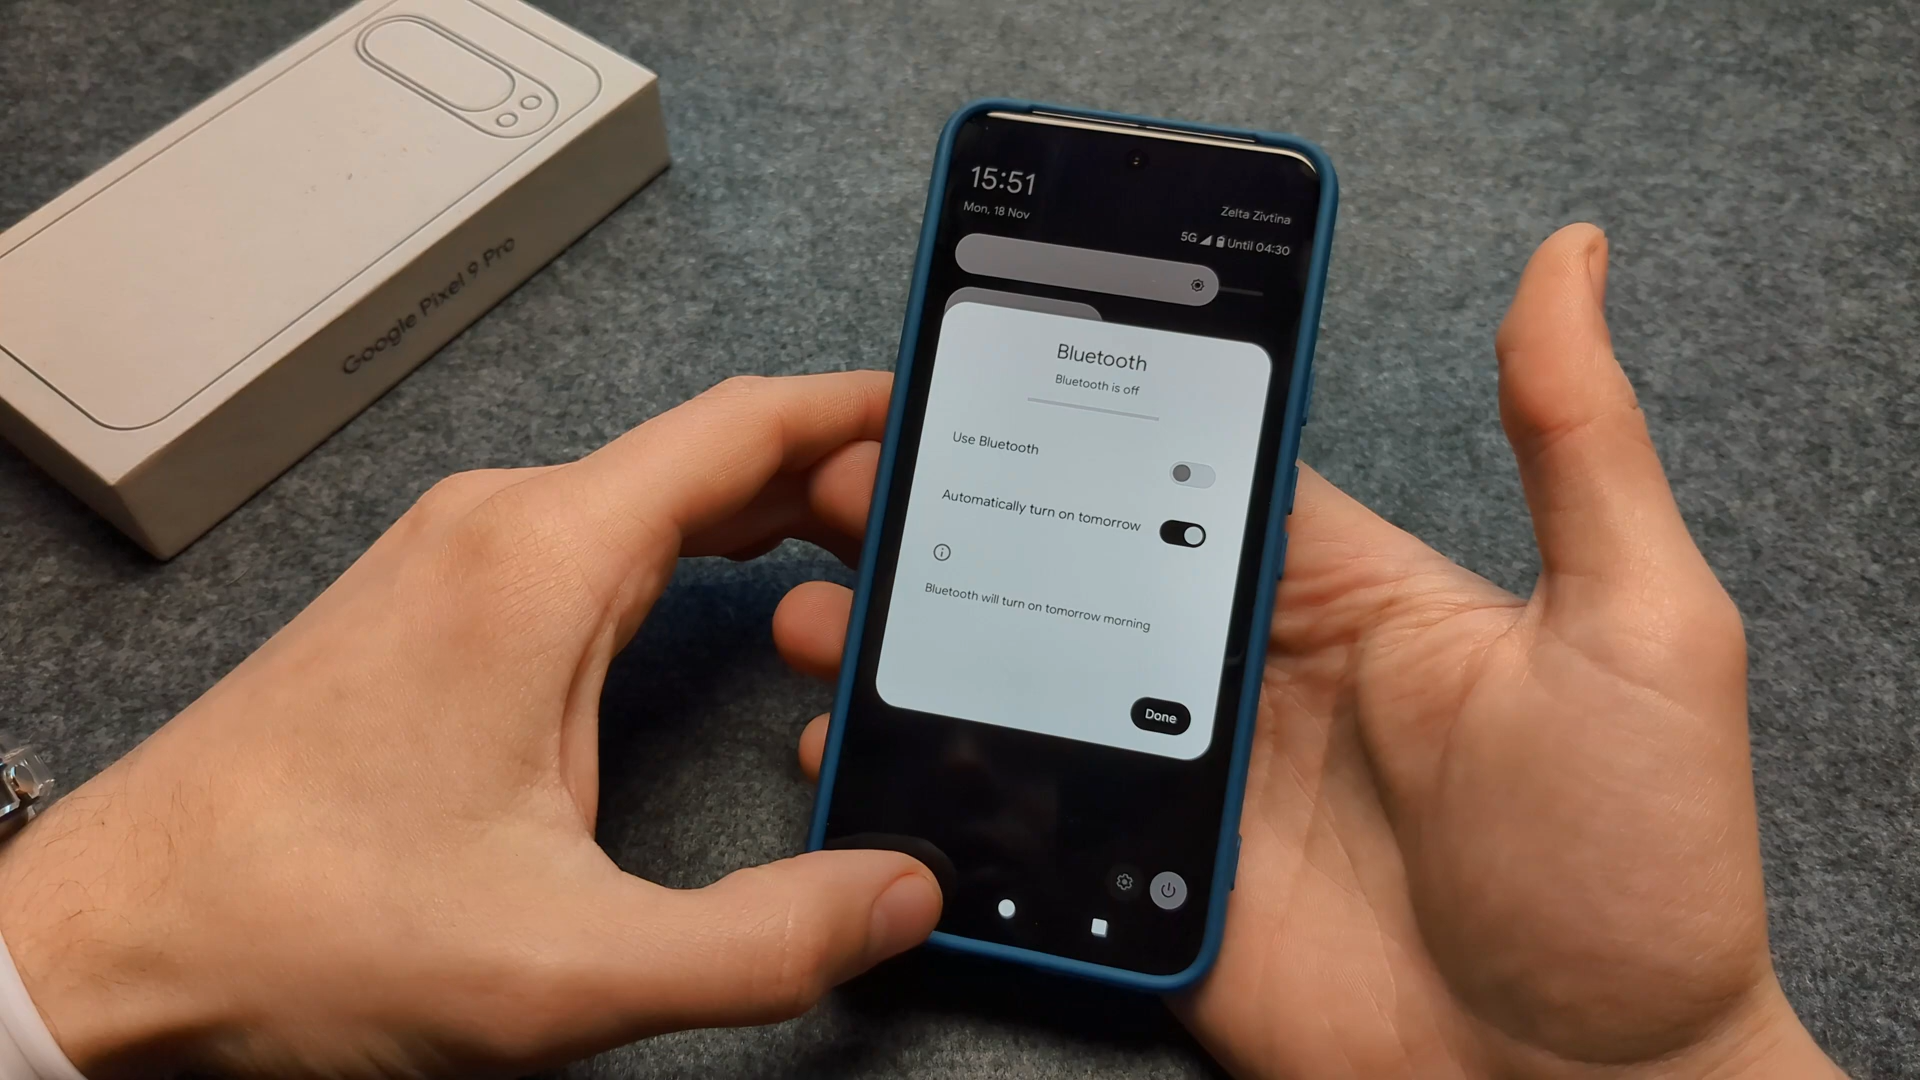 Google Pixel 9 Pro
15:51
Mon, 18 Nov
Zelta Zivtina
5G Until 04:30
Bluetooth
Bluetooth is off
Use Bluetooth
Automatically turn on tomorrow
Bluetooth will turn on tomorrow morning
Done